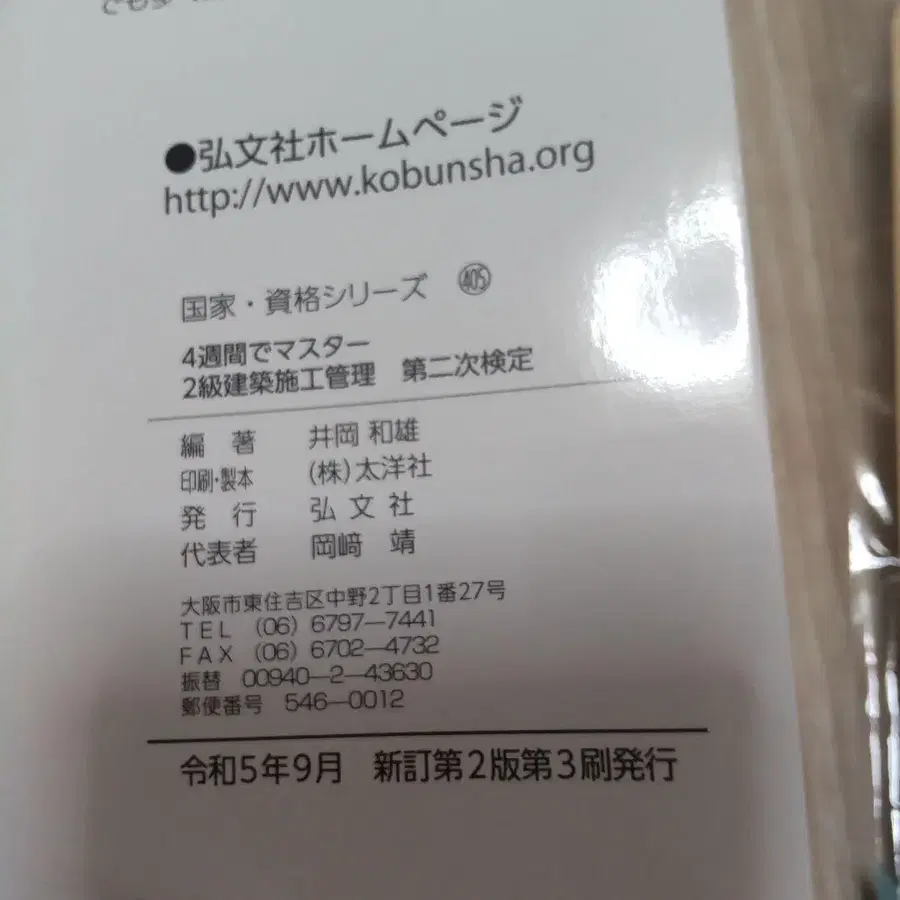 ●弘文社ホームページ
http://www.kobunsha.org
国家・資格シリーズ ㊵405
4週間でマスター
2級建築施工管理 第二次検定
編 著 井岡 和雄
印刷・製本 (株)太洋社
発 行 弘 文 社
代表者 岡﨑 靖
大阪市東住吉区中野2丁目1番27号
TEL (06) 6797―7441
FAX (06) 6702―4732
振替 00940―2―43630
郵便番号 546―0012
令和5年9月 新訂第2版第3刷発行